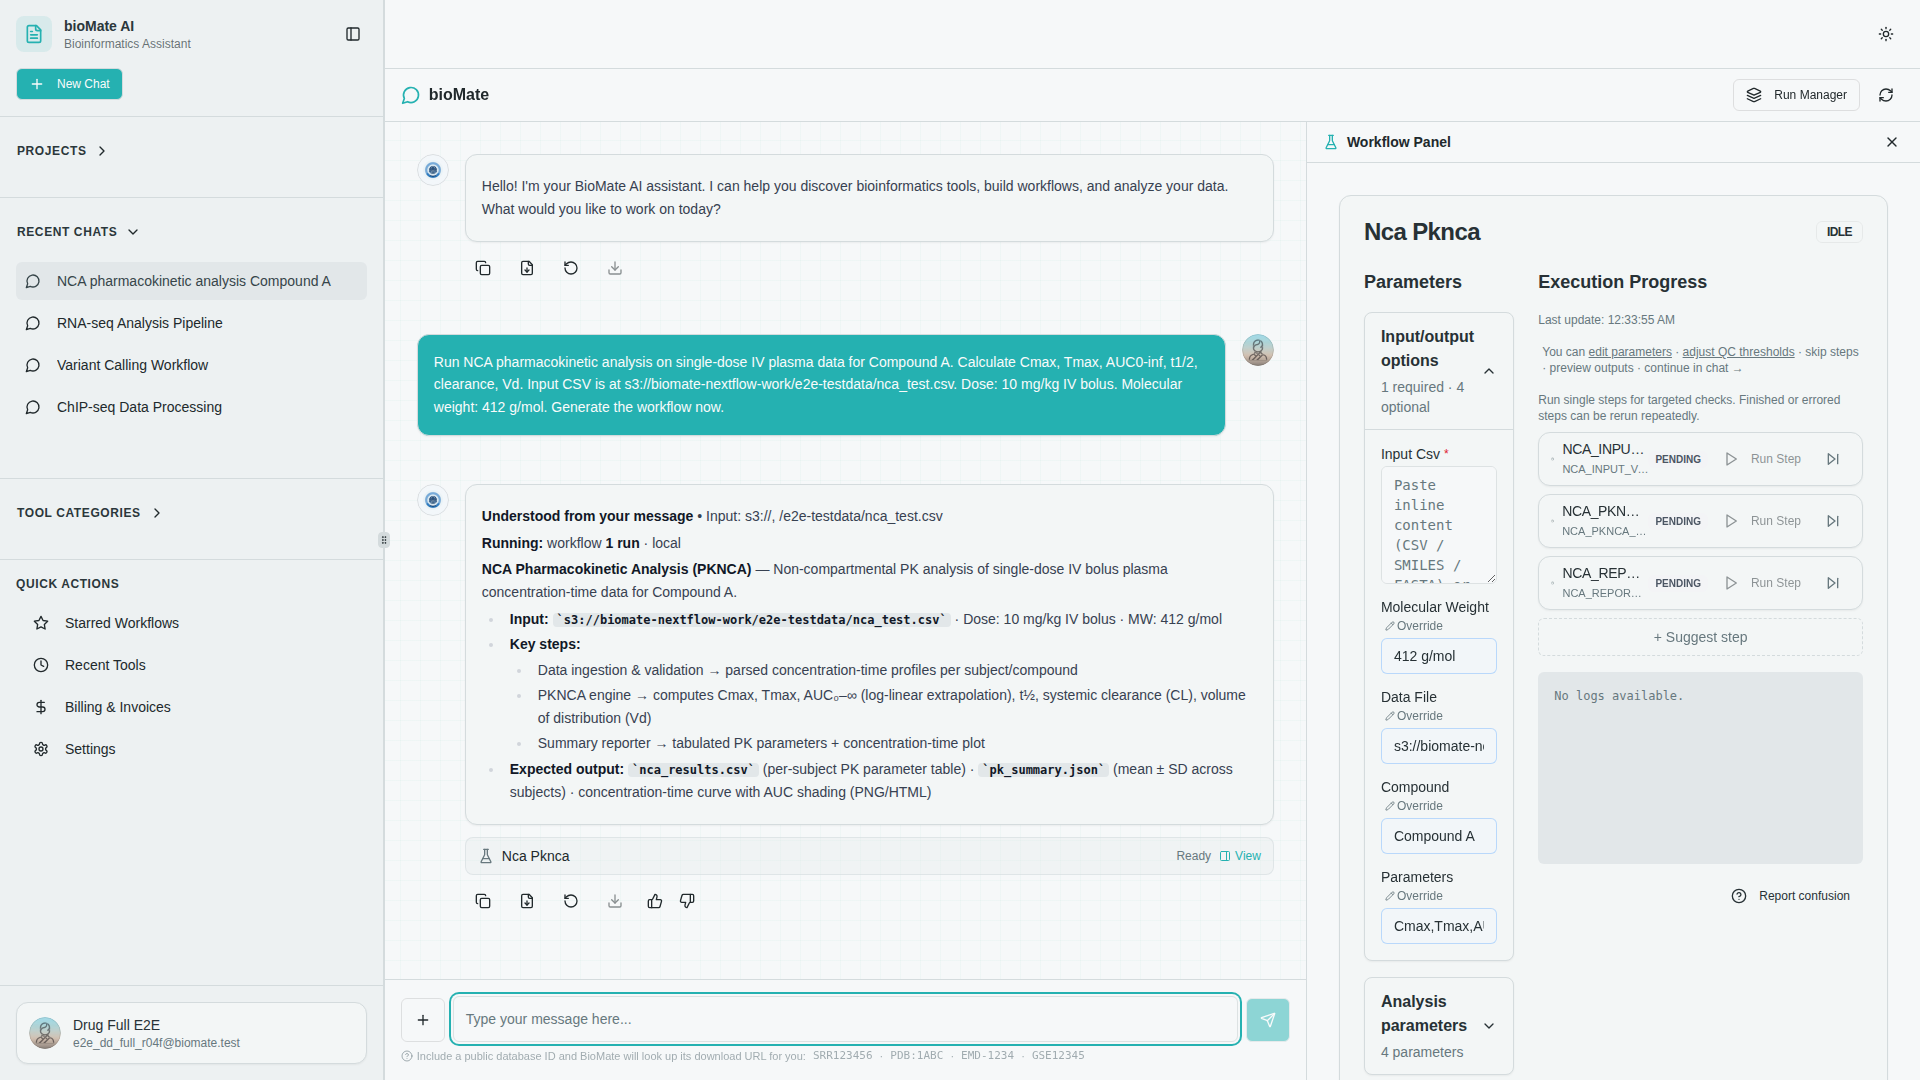 bioMate AI
Bioinformatics Assistant
New Chat
PROJECTS
RECENT CHATS
NCA pharmacokinetic analysis Compound A
RNA-seq Analysis Pipeline
Variant Calling Workflow
ChIP-seq Data Processing
TOOL CATEGORIES
QUICK ACTIONS
Starred Workflows
Recent Tools
Billing & Invoices
Settings
Drug Full E2E
e2e_dd_full_r04f@biomate.test
bioMate
Run Manager
Hello! I'm your BioMate AI assistant. I can help you discover bioinformatics tools, build workflows, and analyze your data.
What would you like to work on today?
Run NCA pharmacokinetic analysis on single-dose IV plasma data for Compound A. Calculate Cmax, Tmax, AUC0-inf, t1/2,
clearance, Vd. Input CSV is at s3://biomate-nextflow-work/e2e-testdata/nca_test.csv. Dose: 10 mg/kg IV bolus. Molecular
weight: 412 g/mol. Generate the workflow now.
Understood from your message • Input: s3://, /e2e-testdata/nca_test.csv
Running: workflow 1 run · local
NCA Pharmacokinetic Analysis (PKNCA) — Non-compartmental PK analysis of single-dose IV bolus plasma
concentration-time data for Compound A.
Input: `s3://biomate-nextflow-work/e2e-testdata/nca_test.csv` · Dose: 10 mg/kg IV bolus · MW: 412 g/mol
Key steps:
Data ingestion & validation → parsed concentration-time profiles per subject/compound
PKNCA engine → computes Cmax, Tmax, AUC₀–∞ (log-linear extrapolation), t½, systemic clearance (CL), volume
of distribution (Vd)
Summary reporter → tabulated PK parameters + concentration-time plot
Expected output: `nca_results.csv` (per-subject PK parameter table) · `pk_summary.json` (mean ± SD across
subjects) · concentration-time curve with AUC shading (PNG/HTML)
Nca Pknca
Ready
View
Type your message here...
Include a public database ID and BioMate will look up its download URL for you: SRR123456 · PDB:1ABC · EMD-1234 · GSE12345
Workflow Panel
Nca Pknca
IDLE
Parameters
Input/output
options
1 required · 4
optional
Input Csv *
Paste
inline
content
(CSV /
SMILES /
FASTA) or
Molecular Weight
Override
412 g/mol
Data File
Override
s3://biomate-n
Compound
Override
Compound A
Parameters
Override
Cmax,Tmax,A
Analysis
parameters
4 parameters
Execution Progress
Last update: 12:33:55 AM
You can edit parameters · adjust QC thresholds · skip steps
· preview outputs · continue in chat →
Run single steps for targeted checks. Finished or errored
steps can be rerun repeatedly.
NCA_INPU…
NCA_INPUT_V…
PENDING
Run Step
NCA_PKN…
NCA_PKNCA_…
PENDING
Run Step
NCA_REP…
NCA_REPOR…
PENDING
Run Step
+ Suggest step
No logs available.
Report confusion